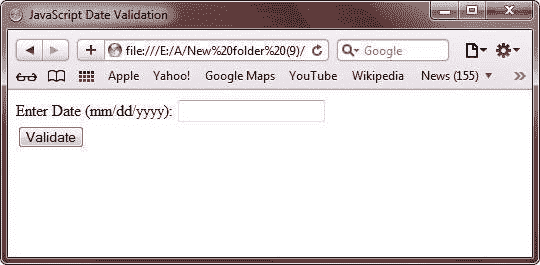 JavaScript Date Validation
file:///E:/A/New%20folder%20(9)/
Google
Apple Yahoo! Google Maps YouTube Wikipedia News (155)
Enter Date (mm/dd/yyyy):
Validate